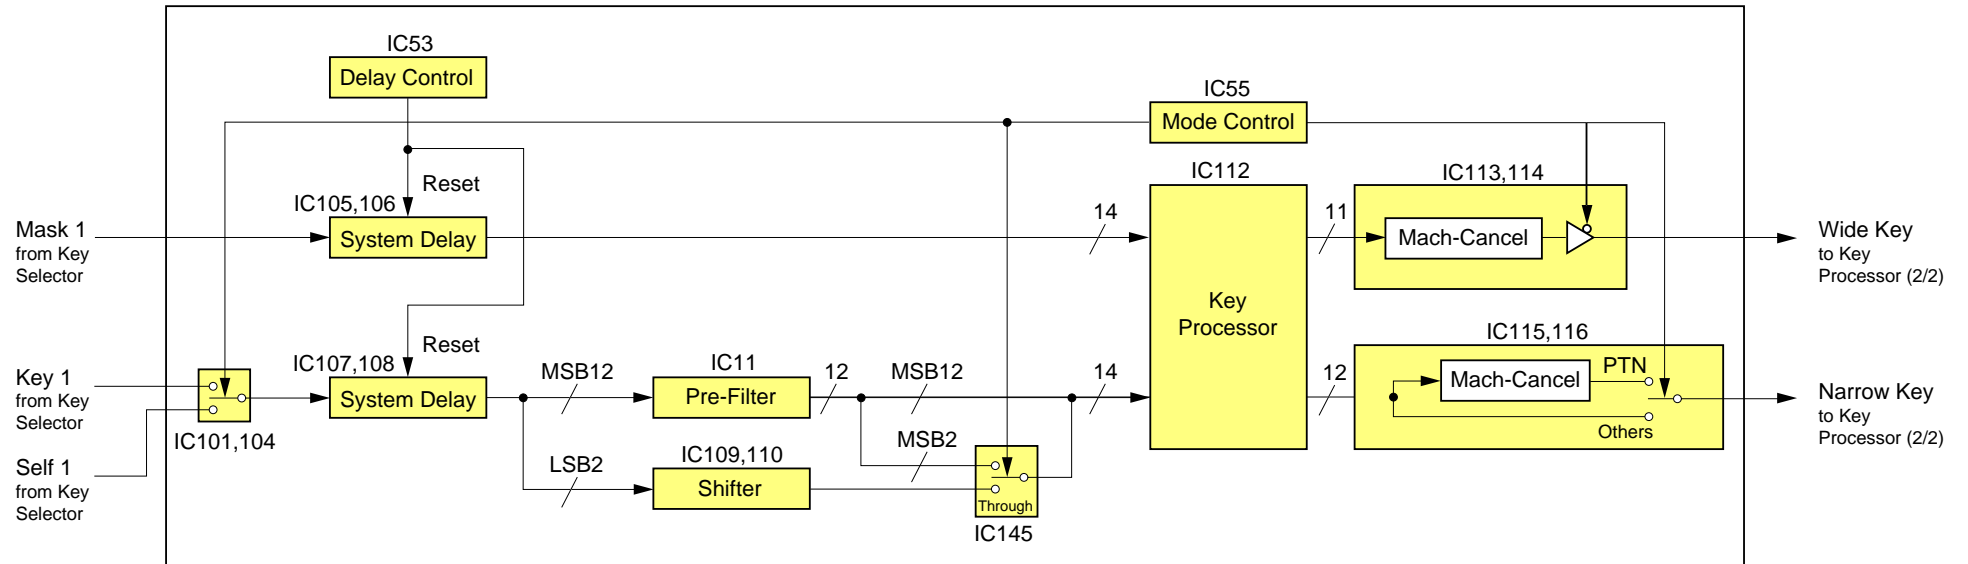 IC53
Delay Control
IC55
Mode Control
Reset
IC105,106
System Delay
Mask 1
from Key
Selector
14
IC112
Key
Processor
11
IC113,114
Mach-Cancel
Wide Key
to Key
Processor (2/2)
Reset
IC107,108
System Delay
Key 1
from Key
Selector
Self 1
from Key
Selector
IC101,104
MSB12
IC11
Pre-Filter
12
MSB12
14
LSB2
IC109,110
Shifter
MSB2
Through
IC145
12
IC115,116
Mach-Cancel
PTN
Others
Narrow Key
to Key
Processor (2/2)